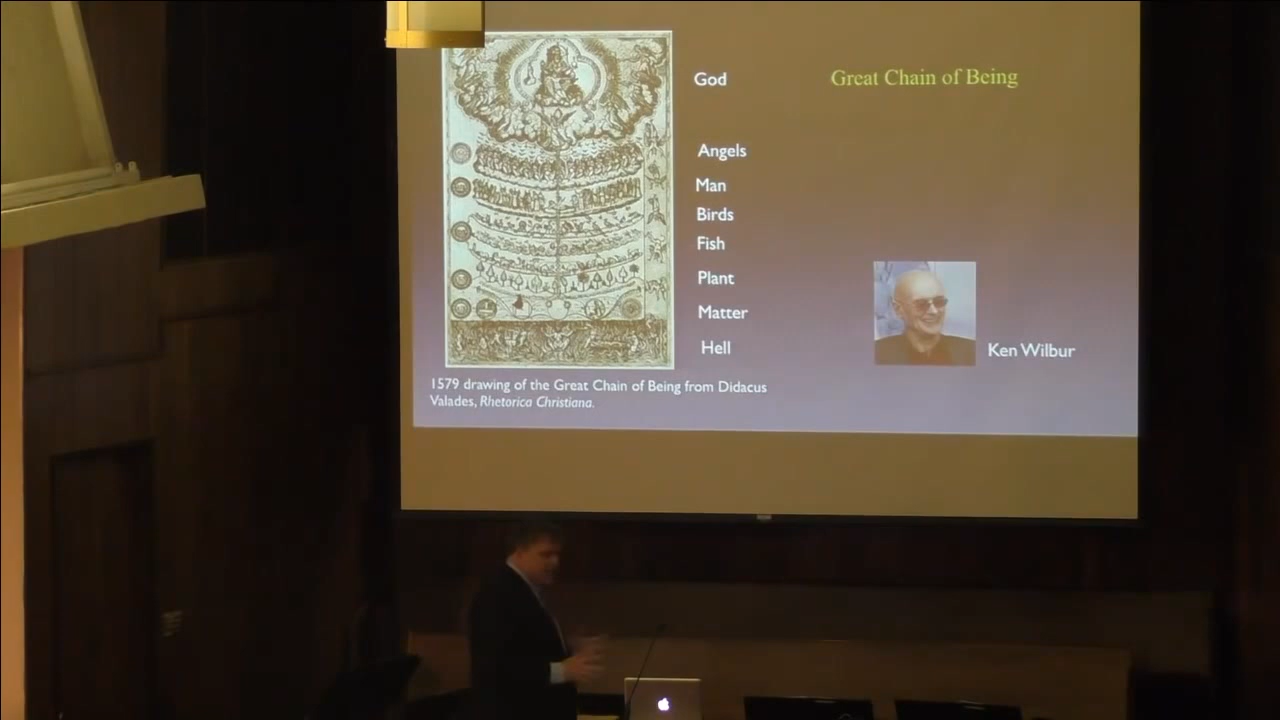 God
Great Chain of Being
Angels
Man
Birds
Fish
Plant
Matter
Hell
Ken Wilbur
1579 drawing of the Great Chain of Being from Didacus
Valades, Rhetorica Christiana.